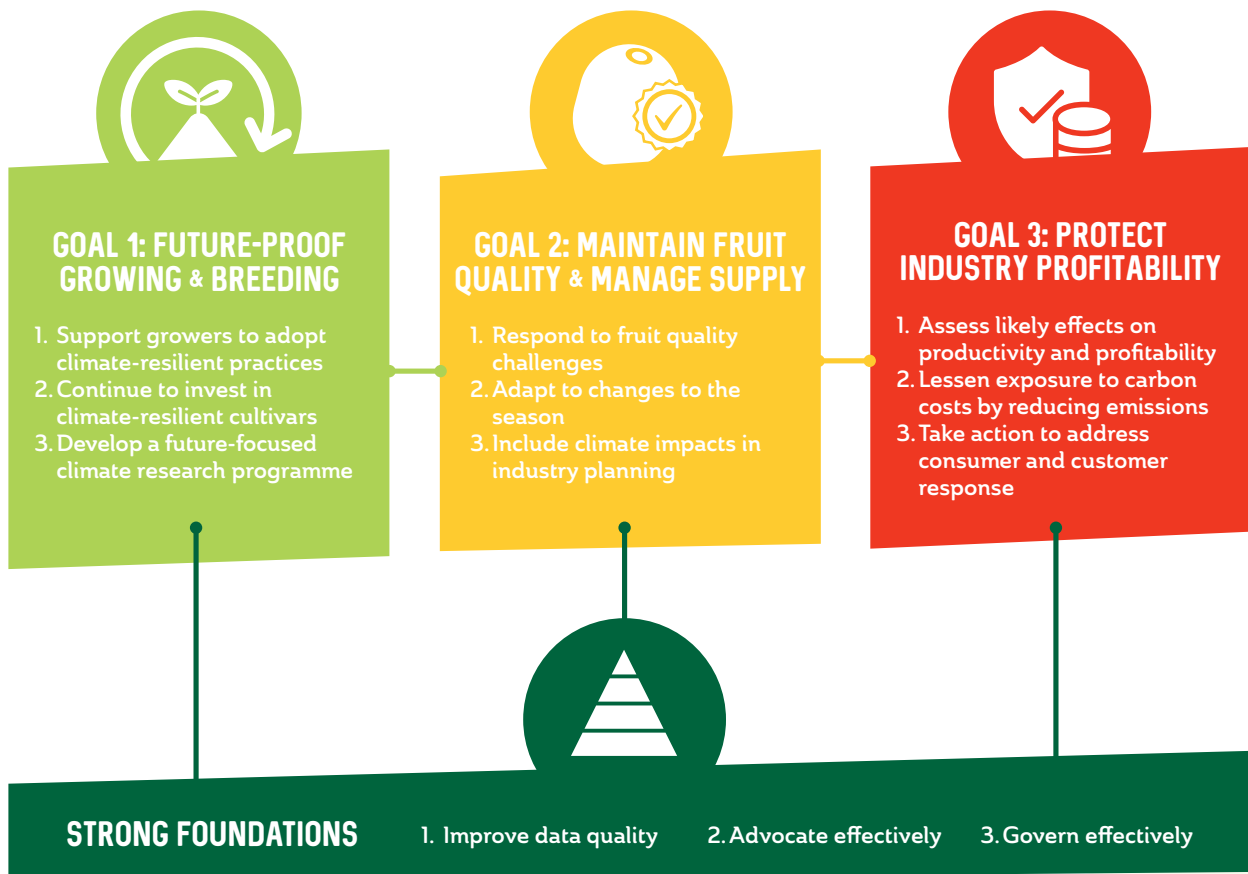 GOAL 1: FUTURE-PROOF
GROWING & BREEDING
1. Support growers to adopt
climate-resilient practices
2. Continue to invest in
climate-resilient cultivars
3. Develop a future-focused
climate research programme
GOAL 2: MAINTAIN FRUIT
QUALITY & MANAGE SUPPLY
1. Respond to fruit quality
challenges
2. Adapt to changes to the
season
3. Include climate impacts in
industry planning
GOAL 3: PROTECT
INDUSTRY PROFITABILITY
1. Assess likely effects on
productivity and profitability
2. Lessen exposure to carbon
costs by reducing emissions
3. Take action to address
consumer and customer
response
STRONG FOUNDATIONS
1. Improve data quality
2. Advocate effectively
3. Govern effectively